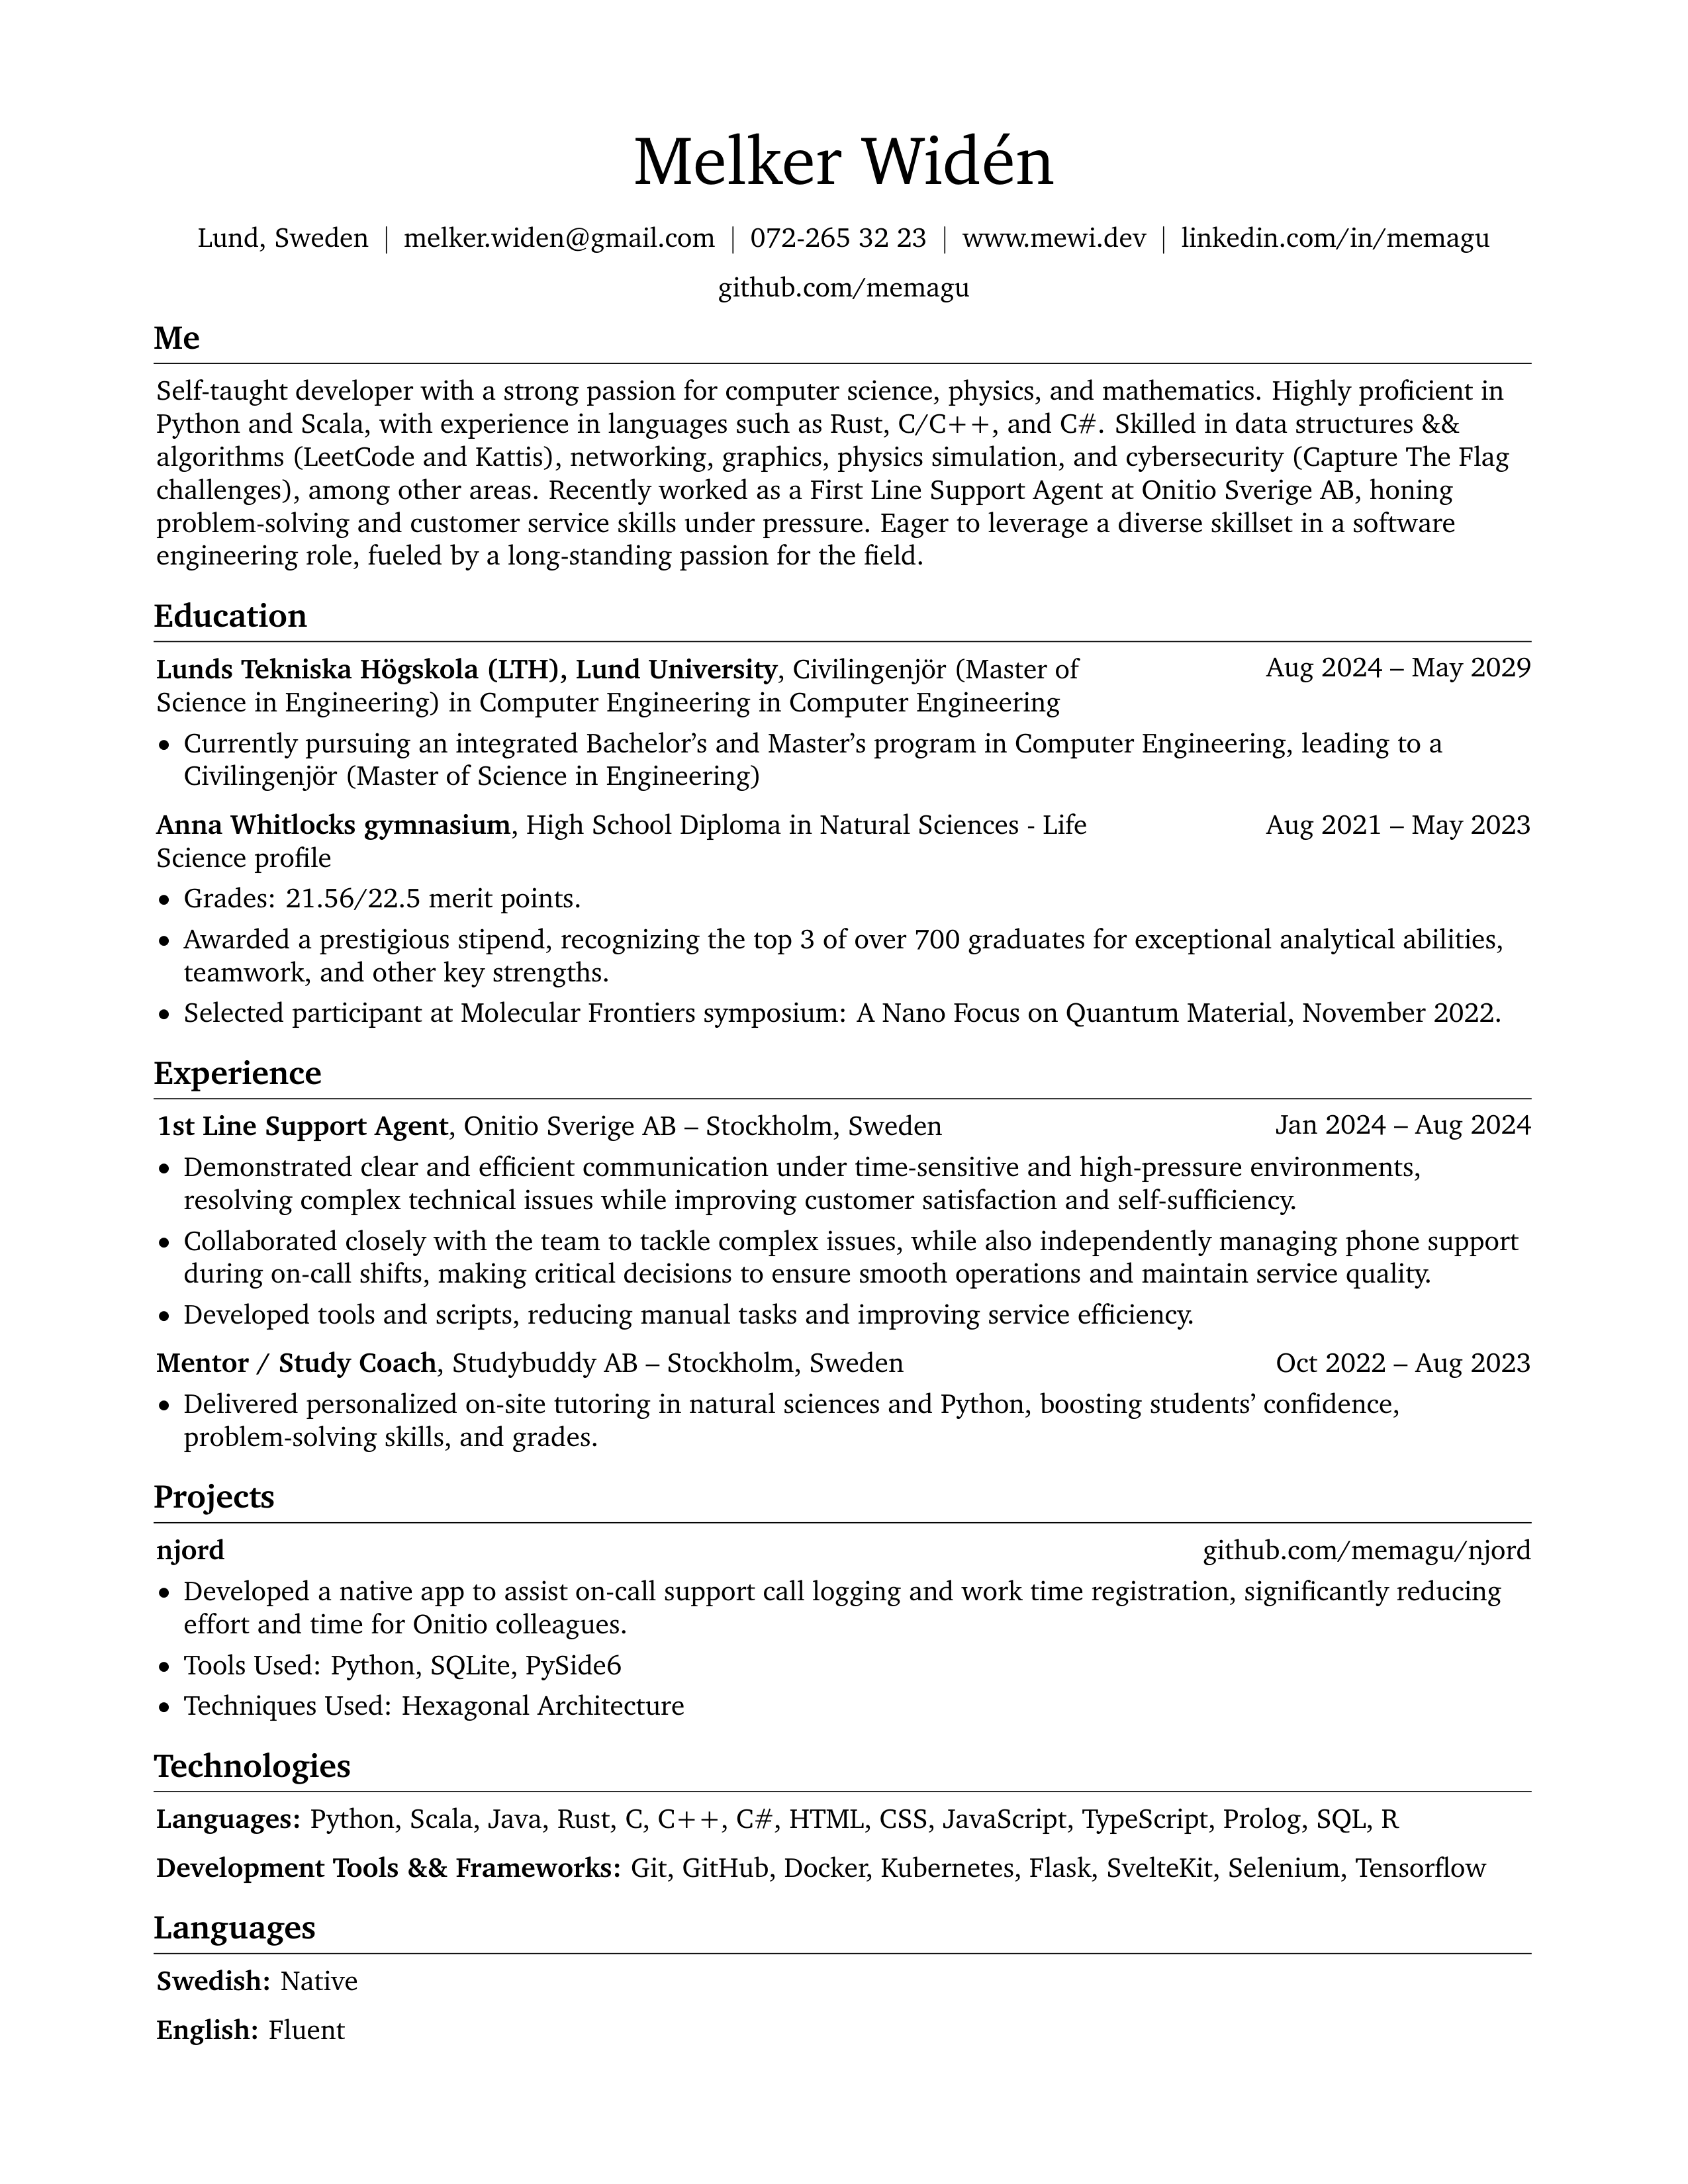 Melker Widén
Lund, Sweden | melker.widen@gmail.com | 072-265 32 23 | www.mewi.dev | linkedin.com/in/memagu
github.com/memagu
Me
Self-taught developer with a strong passion for computer science, physics, and mathematics. Highly proficient in
Python and Scala, with experience in languages such as Rust, C/C++, and C#. Skilled in data structures &&
algorithms (LeetCode and Kattis), networking, graphics, physics simulation, and cybersecurity (Capture The Flag
challenges), among other areas. Recently worked as a First Line Support Agent at Onitio Sverige AB, honing
problem-solving and customer service skills under pressure. Eager to leverage a diverse skillset in a software
engineering role, fueled by a long-standing passion for the field.
Education
Lunds Tekniska Högskola (LTH), Lund University, Civilingenjör (Master of Aug 2024 – May 2029
Science in Engineering) in Computer Engineering in Computer Engineering
• Currently pursuing an integrated Bachelor’s and Master’s program in Computer Engineering, leading to a
Civilingenjör (Master of Science in Engineering)
Anna Whitlocks gymnasium, High School Diploma in Natural Sciences - Life Aug 2021 – May 2023
Science profile
• Grades: 21.56/22.5 merit points.
• Awarded a prestigious stipend, recognizing the top 3 of over 700 graduates for exceptional analytical abilities,
teamwork, and other key strengths.
• Selected participant at Molecular Frontiers symposium: A Nano Focus on Quantum Material, November 2022.
Experience
1st Line Support Agent, Onitio Sverige AB – Stockholm, Sweden Jan 2024 – Aug 2024
• Demonstrated clear and efficient communication under time-sensitive and high-pressure environments,
resolving complex technical issues while improving customer satisfaction and self-sufficiency.
• Collaborated closely with the team to tackle complex issues, while also independently managing phone support
during on-call shifts, making critical decisions to ensure smooth operations and maintain service quality.
• Developed tools and scripts, reducing manual tasks and improving service efficiency.
Mentor / Study Coach, Studybuddy AB – Stockholm, Sweden Oct 2022 – Aug 2023
• Delivered personalized on-site tutoring in natural sciences and Python, boosting students’ confidence,
problem-solving skills, and grades.
Projects
njord github.com/memagu/njord
• Developed a native app to assist on-call support call logging and work time registration, significantly reducing
effort and time for Onitio colleagues.
• Tools Used: Python, SQLite, PySide6
• Techniques Used: Hexagonal Architecture
Technologies
Languages: Python, Scala, Java, Rust, C, C++, C#, HTML, CSS, JavaScript, TypeScript, Prolog, SQL, R
Development Tools && Frameworks: Git, GitHub, Docker, Kubernetes, Flask, SvelteKit, Selenium, Tensorflow
Languages
Swedish: Native
English: Fluent